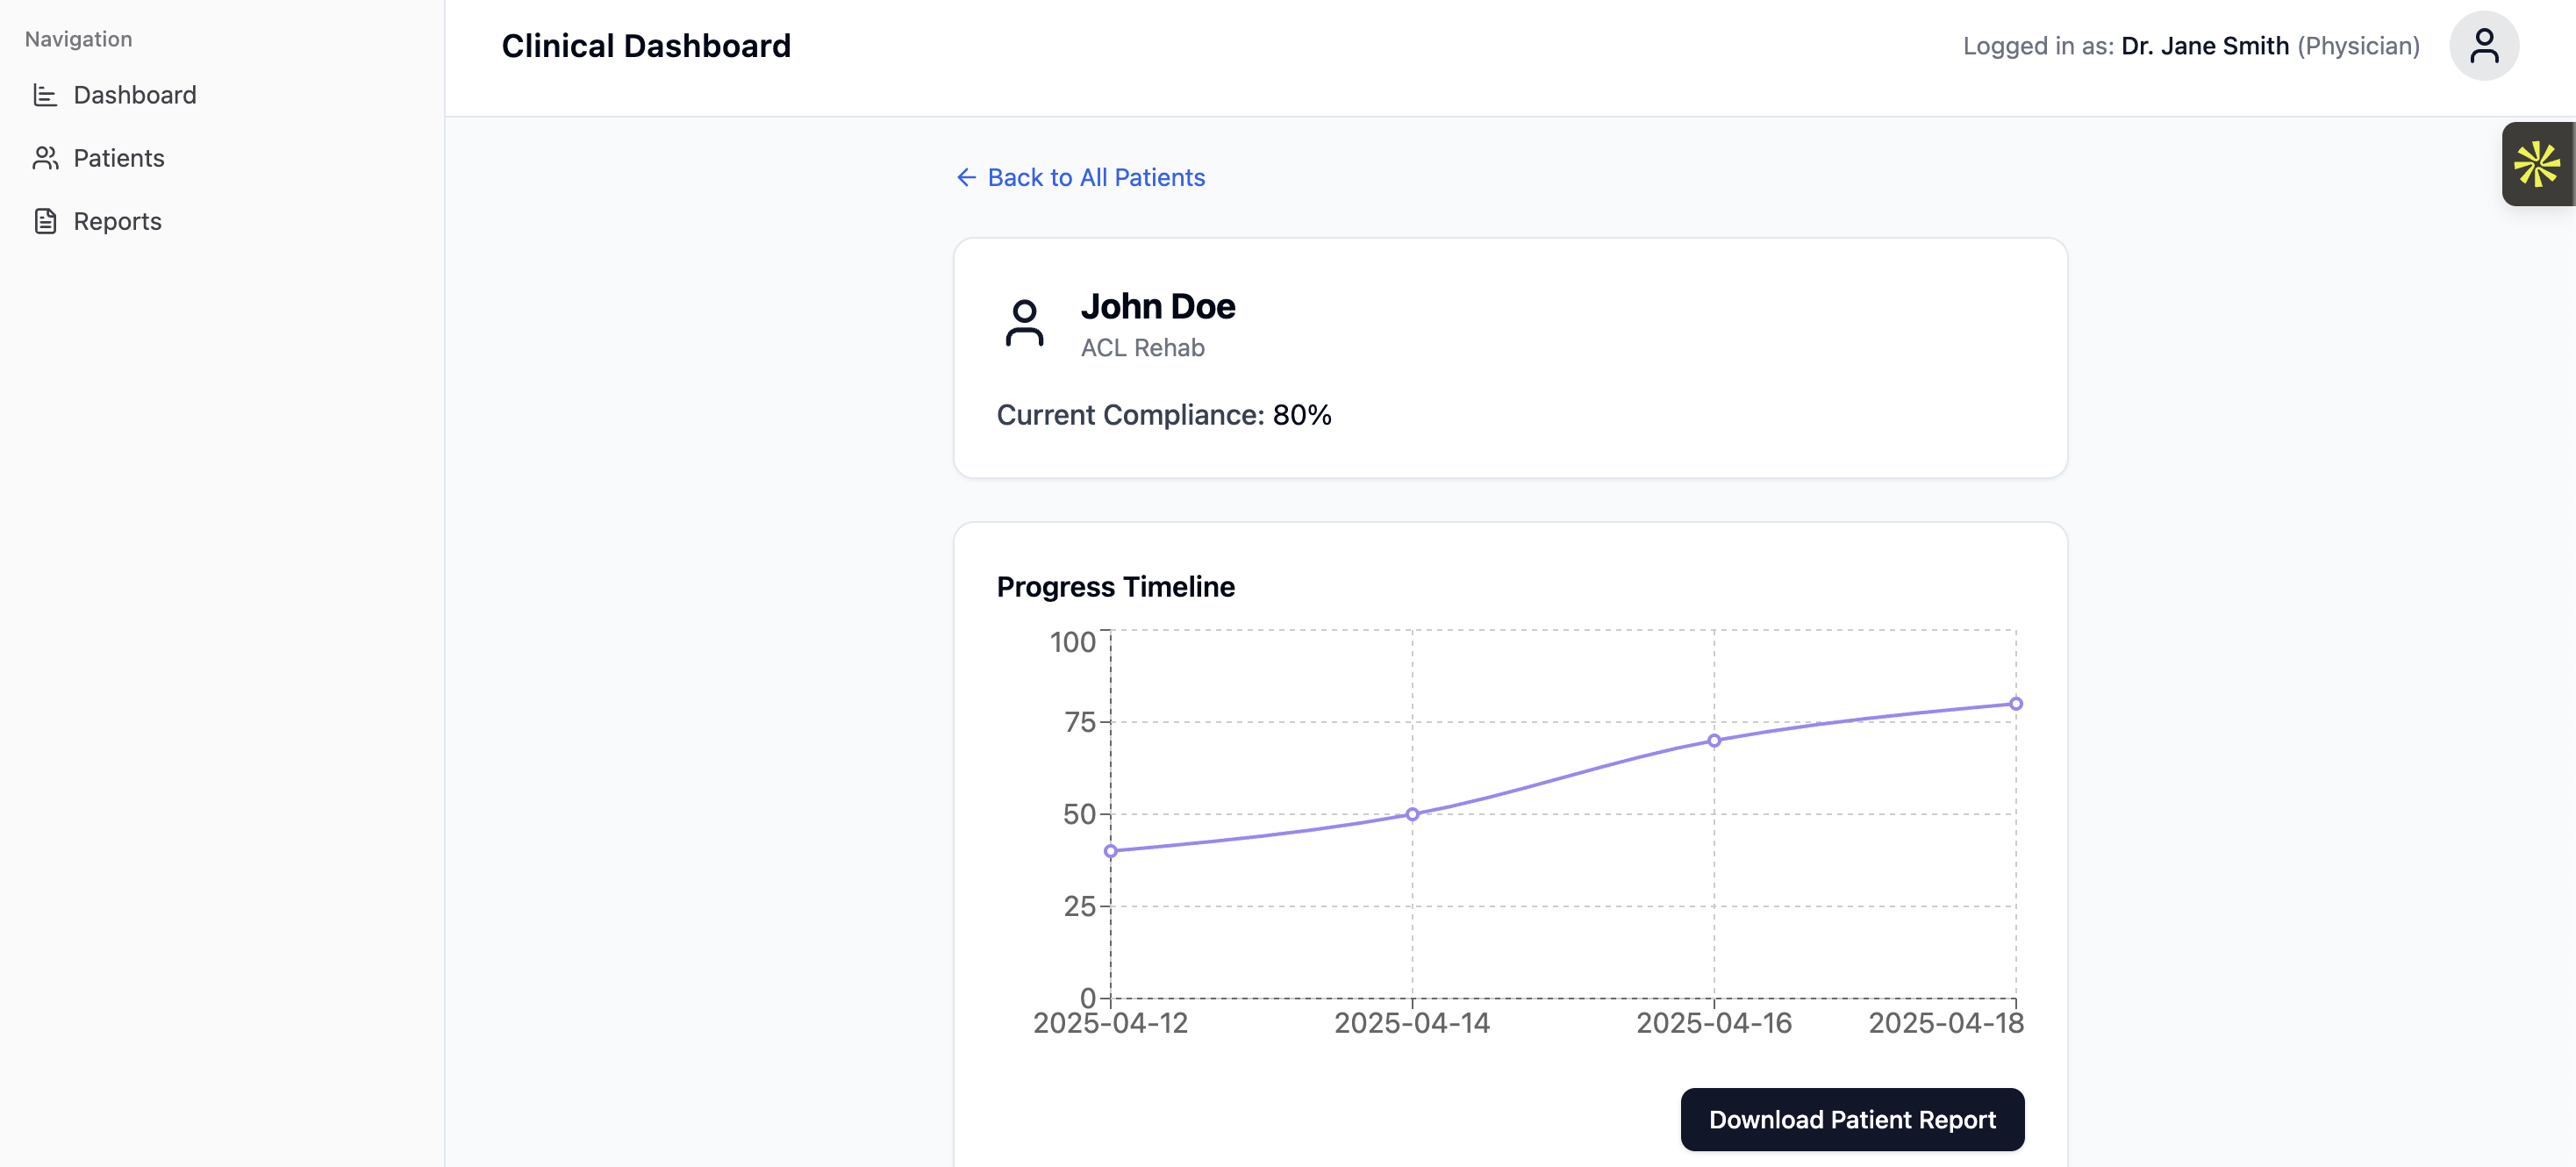 Navigation
Dashboard
Patients
Reports
Clinical Dashboard
Logged in as: Dr. Jane Smith (Physician)
Back to All Patients
John Doe
ACL Rehab
Current Compliance: 80%
Progress Timeline
100
75
50
25
0
2025-04-12 2025-04-14 2025-04-16 2025-04-18
Download Patient Report